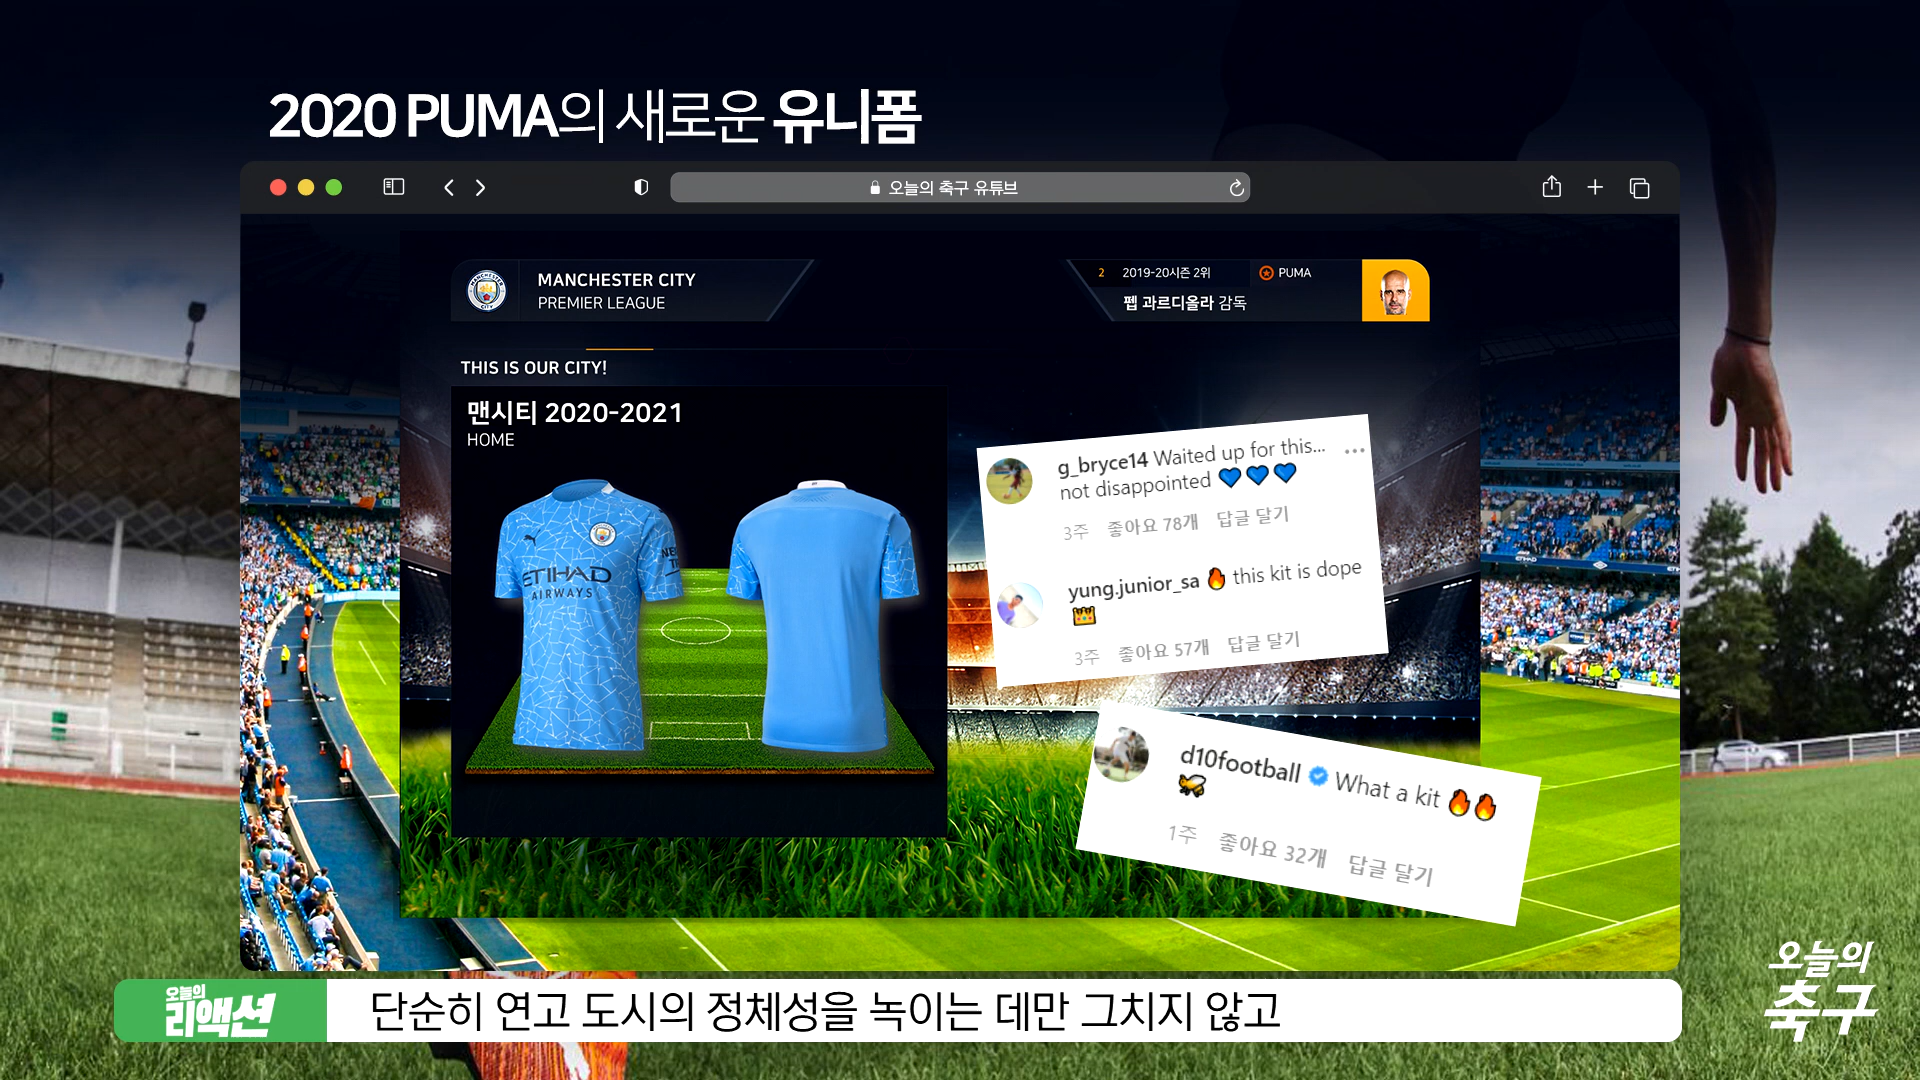 2020 PUMA의 새로운 유니폼
오늘의 축구 유튜브
MANCHESTER CITY
PREMIER LEAGUE
2 2019-20시즌 2위 PUMA
펩 과르디올라 감독
THIS IS OUR CITY!
맨시티 2020-2021
HOME
ETIHAD
AIRWAYS
g_bryce14 Waited up for this...
not disappointed 💙💙💙
3주 좋아요 78개 답글 달기
yung.junior_sa 🔥 this kit is dope
👑
3주 좋아요 57개 답글 달기
d10football What a kit 🔥🔥
🐝
1주 좋아요 32개 답글 달기
오늘의
리액션
단순히 연고 도시의 정체성을 녹이는 데만 그치지 않고
오늘의
축구